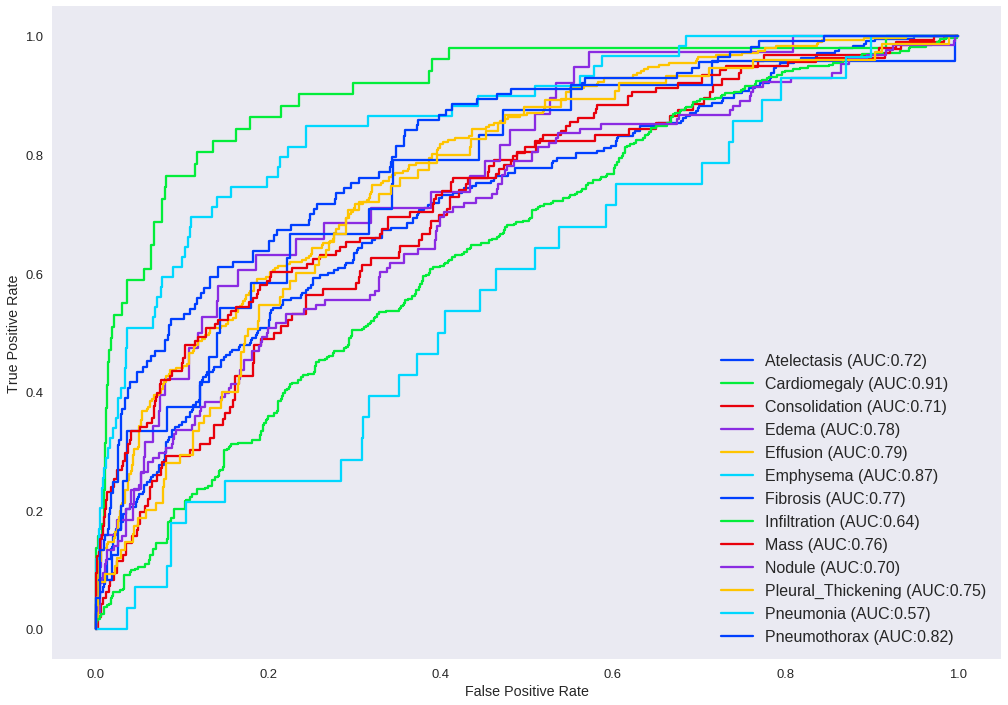 1.0
0.8
0.6
0.4
0.2
0.0
True Positive Rate
Atelectasis (AUC:0.72)
Cardiomegaly (AUC:0.91)
Consolidation (AUC:0.71)
Edema (AUC:0.78)
Effusion (AUC:0.79)
Emphysema (AUC:0.87)
Fibrosis (AUC:0.77)
Infiltration (AUC:0.64)
Mass (AUC:0.76)
Nodule (AUC:0.70)
Pleural_Thickening (AUC:0.75)
Pneumonia (AUC:0.57)
Pneumothorax (AUC:0.82)
0.0 0.2 0.4 0.6 0.8 1.0
False Positive Rate